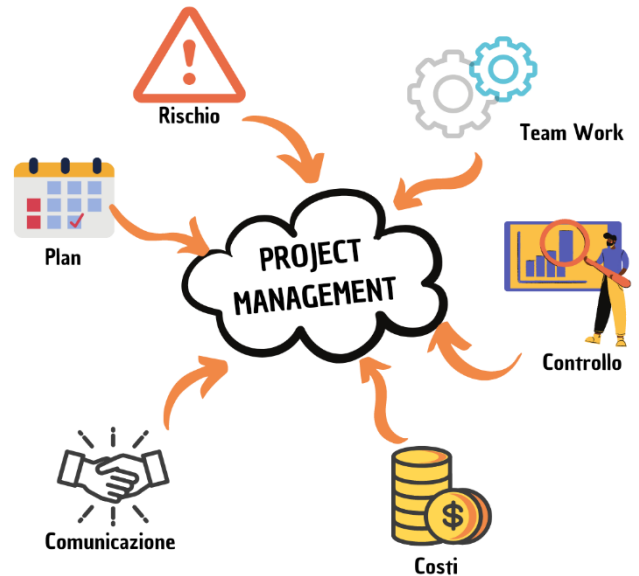 Rischio
Team Work
Plan
PROJECT
MANAGEMENT
Controllo
Comunicazione
$
Costi